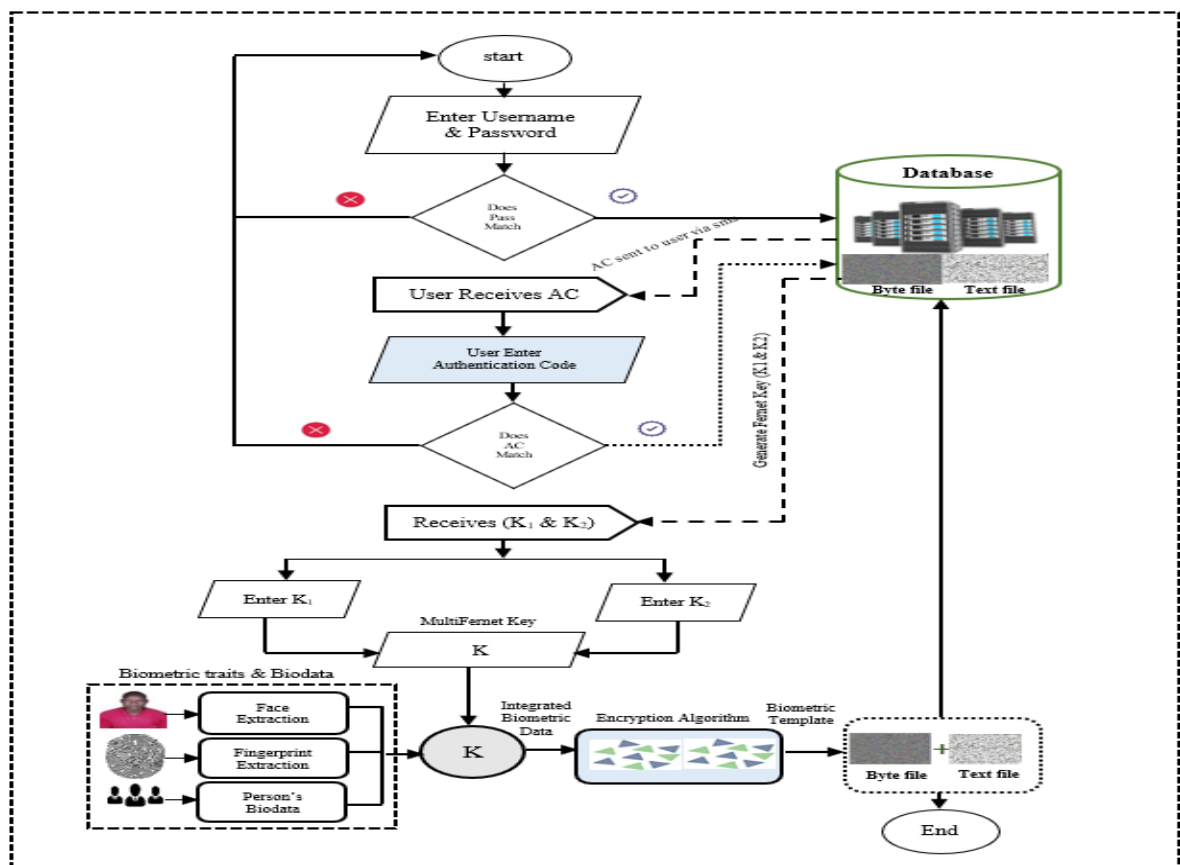 start
Enter Username
& Password
Does
Pass
Match
Database
Byte file
Text file
AC sent to user via sms
User Receives AC
User Enter
Authentication Code
Does
AC
Match
Generate Fernet Key (K1 & K2)
Receives (K₁ & K₂)
Enter K₁
Enter K₂
MultiFernet Key
K
Biometric traits & Biodata
Face
Extraction
Fingerprint
Extraction
Person's
Biodata
K
Integrated
Biometric
Data
Encryption Algorithm
Biometric
Template
+
Byte file
Text file
End